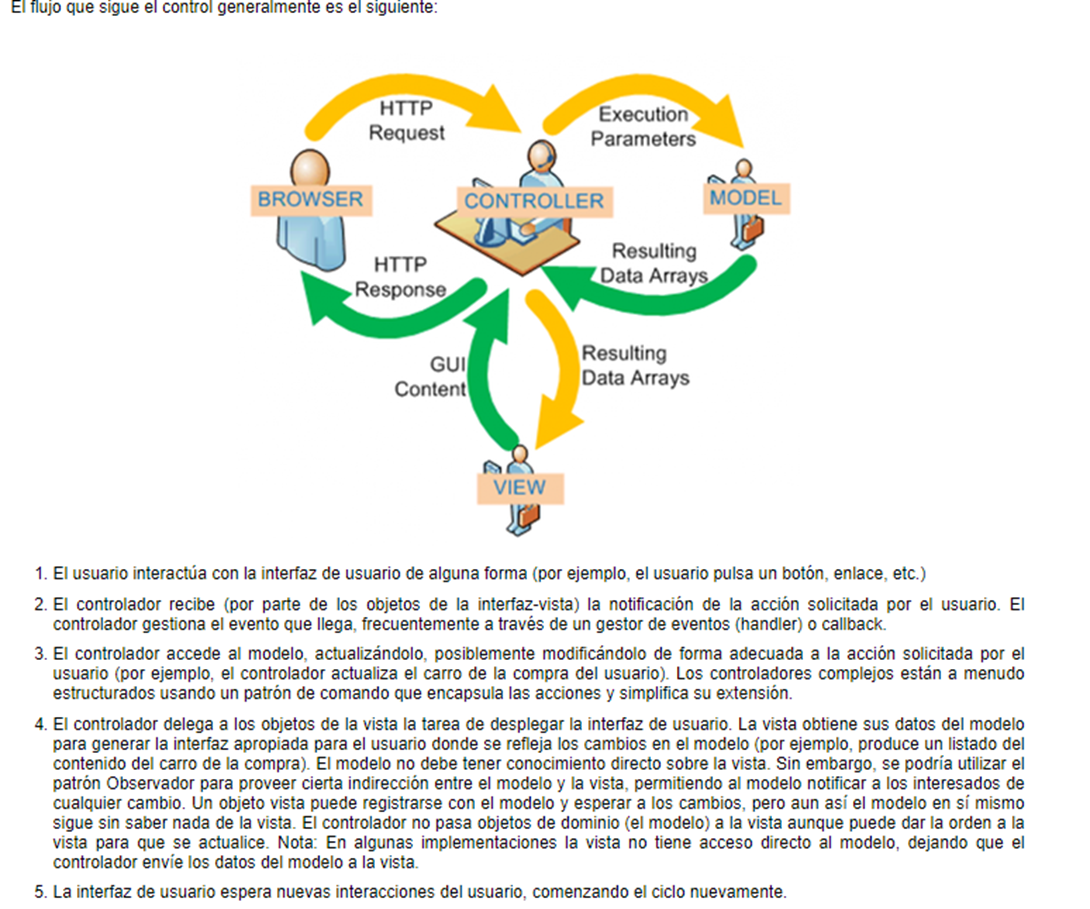 El flujo que sigue el control generalmente es el siguiente:
HTTP
Request
Execution
Parameters
BROWSER
CONTROLLER
MODEL
HTTP
Response
Resulting
Data Arrays
GUI
Content
Resulting
Data Arrays
VIEW
1. El usuario interactúa con la interfaz de usuario de alguna forma (por ejemplo, el usuario pulsa un botón, enlace, etc.)
2. El controlador recibe (por parte de los objetos de la interfaz-vista) la notificación de la acción solicitada por el usuario. El
controlador gestiona el evento que llega, frecuentemente a través de un gestor de eventos (handler) o callback.
3. El controlador accede al modelo, actualizándolo, posiblemente modificándolo de forma adecuada a la acción solicitada por el
usuario (por ejemplo, el controlador actualiza el carro de la compra del usuario). Los controladores complejos están a menudo
estructurados usando un patrón de comando que encapsula las acciones y simplifica su extensión.
4. El controlador delega a los objetos de la vista la tarea de desplegar la interfaz de usuario. La vista obtiene sus datos del modelo
para generar la interfaz apropiada para el usuario donde se refleja los cambios en el modelo (por ejemplo, produce un listado del
contenido del carro de la compra). El modelo no debe tener conocimiento directo sobre la vista. Sin embargo, se podría utilizar el
patrón Observador para proveer cierta indirección entre el modelo y la vista, permitiendo al modelo notificar a los interesados de
cualquier cambio. Un objeto vista puede registrarse con el modelo y esperar a los cambios, pero aun así el modelo en sí mismo
sigue sin saber nada de la vista. El controlador no pasa objetos de dominio (el modelo) a la vista aunque puede dar la orden a la
vista para que se actualice. Nota: En algunas implementaciones la vista no tiene acceso directo al modelo, dejando que el
controlador envíe los datos del modelo a la vista.
5. La interfaz de usuario espera nuevas interacciones del usuario, comenzando el ciclo nuevamente.